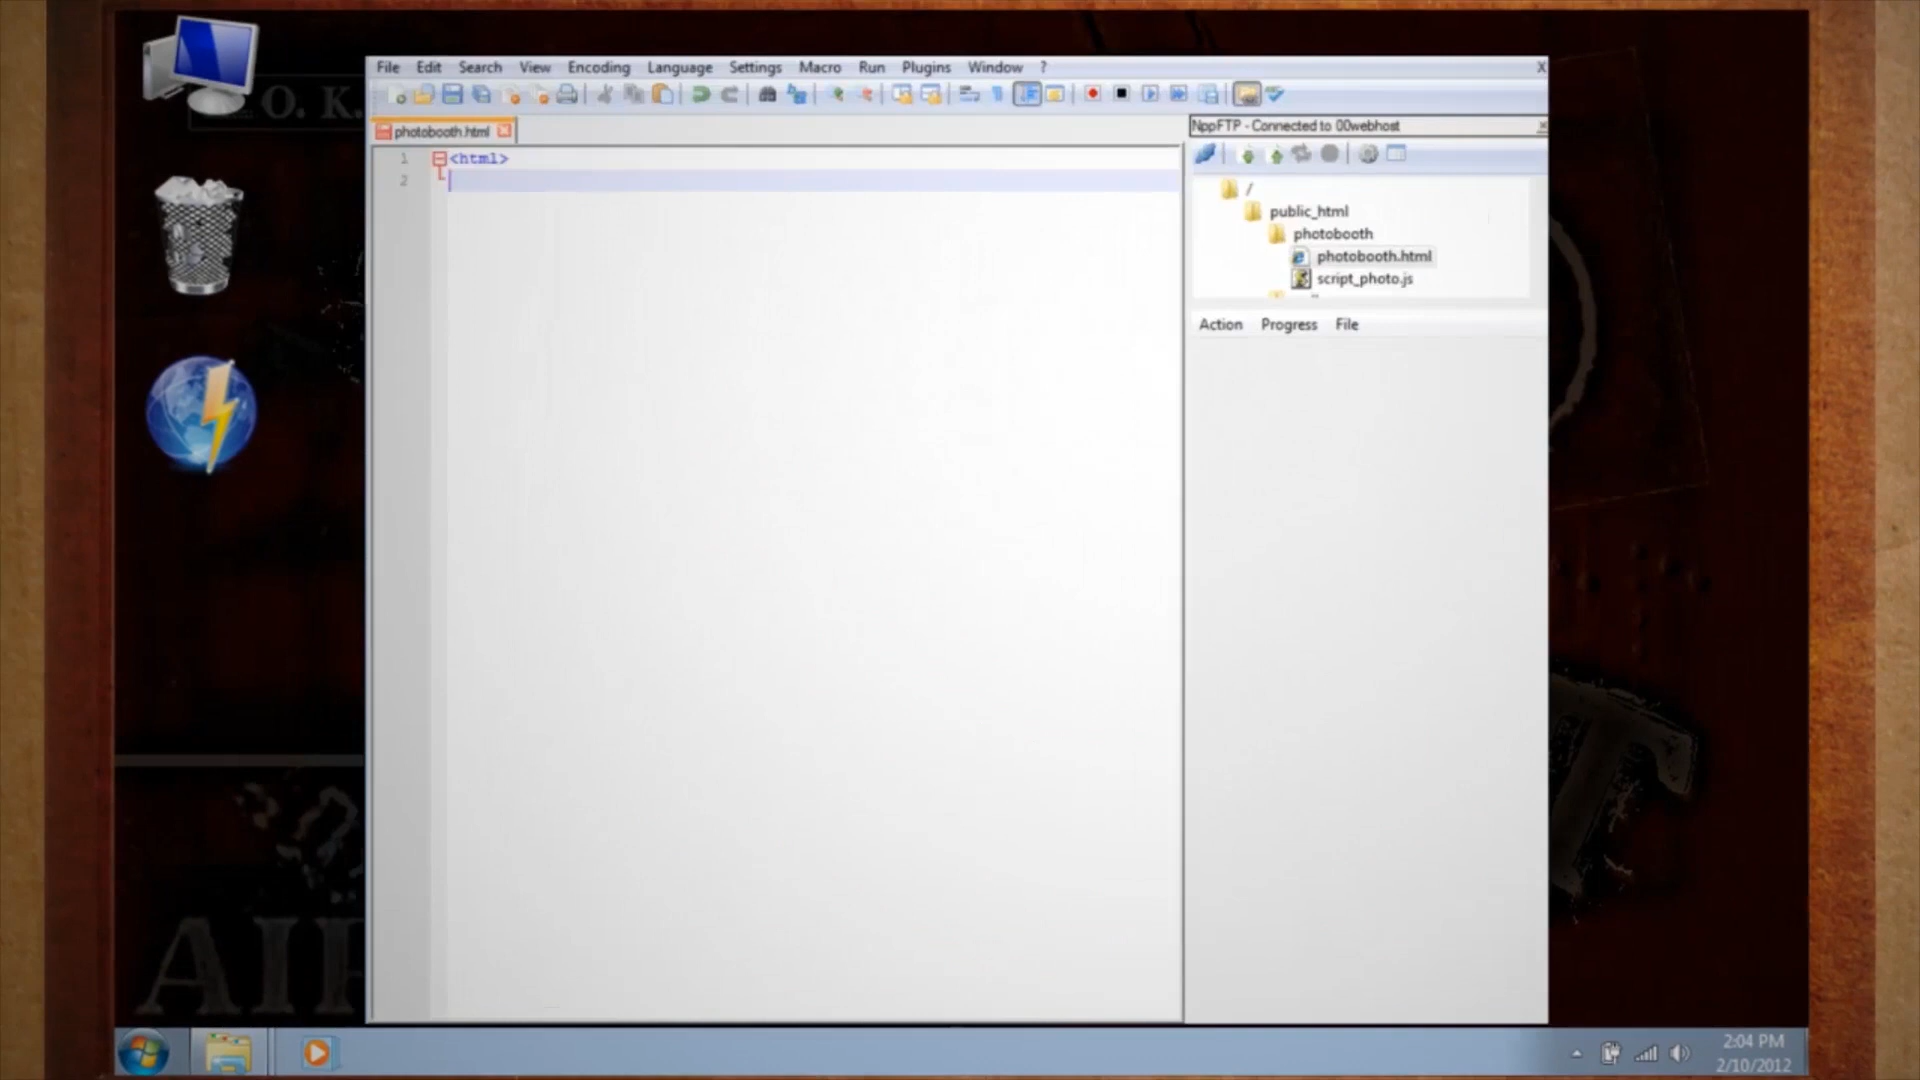 O. K.
File Edit Search View Encoding Language Settings Macro Run Plugins Window ? X
photobooth.html
NppFTP - Connected to 00webhost
1 <html>
2
/
public_html
photobooth
photobooth.html
script_photo.js
Action Progress File
AI
2:04 PM
2/10/2012